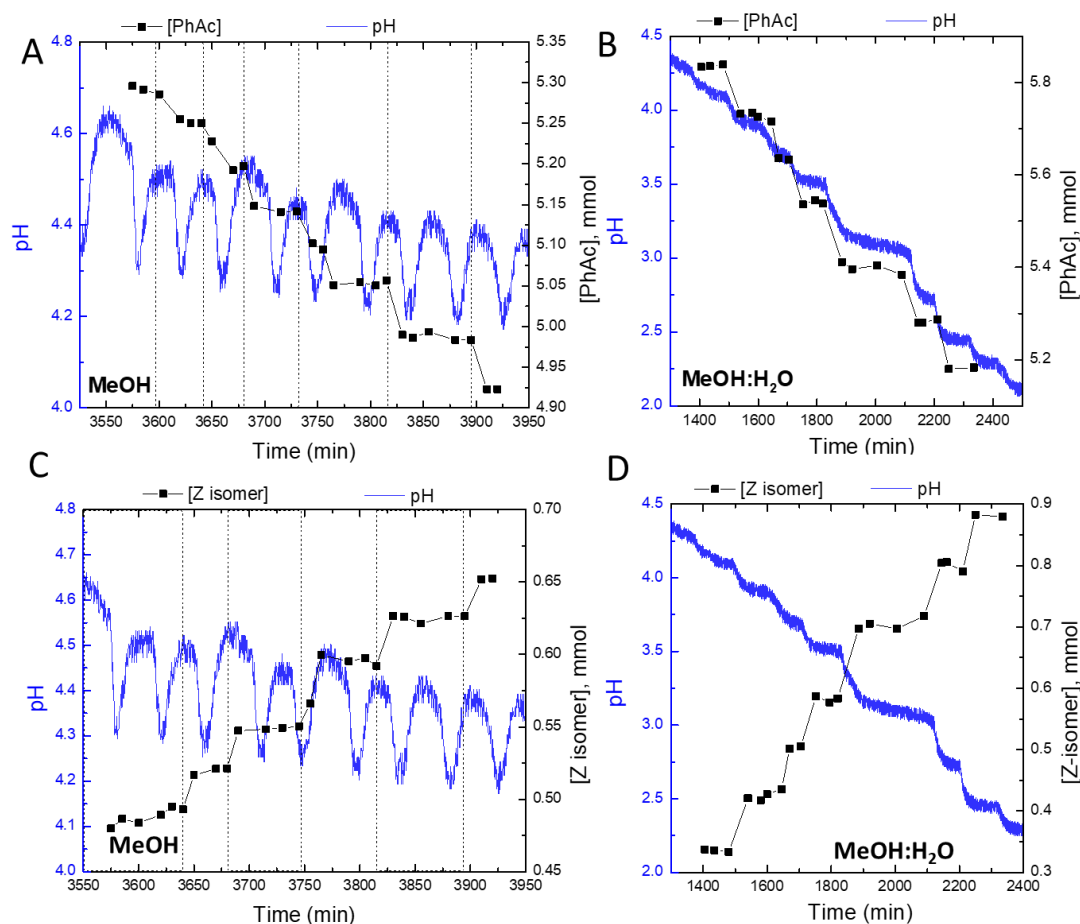 A
[PhAc] pH
4.8
4.6
4.4
4.2
4.0
pH
5.35
5.30
5.25
5.20
5.15
5.10
5.05
5.00
4.95
4.90
[PhAc], mmol
MeOH
3550 3600 3650 3700 3750 3800 3850 3900 3950
Time (min)
B
[PhAc] pH
4.5
4.0
3.5
3.0
2.5
2.0
pH
5.8
5.6
5.4
5.2
[PhAc], mmol
MeOH:H₂O
1400 1600 1800 2000 2200 2400
Time (min)
C
[Z isomer] pH
4.8
4.7
4.6
4.5
4.4
4.3
4.2
4.1
4.0
pH
0.70
0.65
0.60
0.55
0.50
0.45
[Z isomer], mmol
MeOH
3550 3600 3650 3700 3750 3800 3850 3900 3950
Time (min)
D
[Z isomer] pH
4.5
4.0
3.5
3.0
2.5
2.0
pH
0.9
0.8
0.7
0.6
0.5
0.4
0.3
[Z-isomer], mmol
MeOH:H₂O
1400 1600 1800 2000 2200 2400
Time (min)